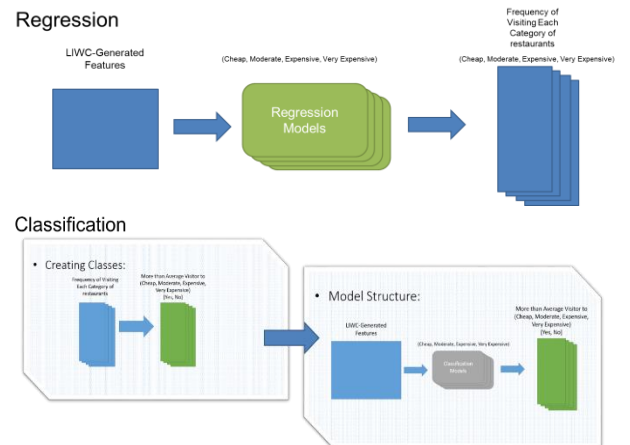 Regression
LIWC-Generated
Features
(Cheap, Moderate, Expensive, Very Expensive)
Regression
Models
Frequency of
Visiting Each
Category of
restaurants
(Cheap, Moderate, Expensive, Very Expensive)
Classification
• Creating Classes:
Frequency of Visiting
Each Category of
restaurants
More than Average Visitor to
(Cheap, Moderate, Expensive,
Very Expensive)
[Yes, No]
• Model Structure:
LIWC-Generated
Features
(Cheap, Moderate, Expensive, Very Expensive)
Classification
Models
More than Average Visitor to
(Cheap, Moderate, Expensive,
Very Expensive)
[Yes, No]